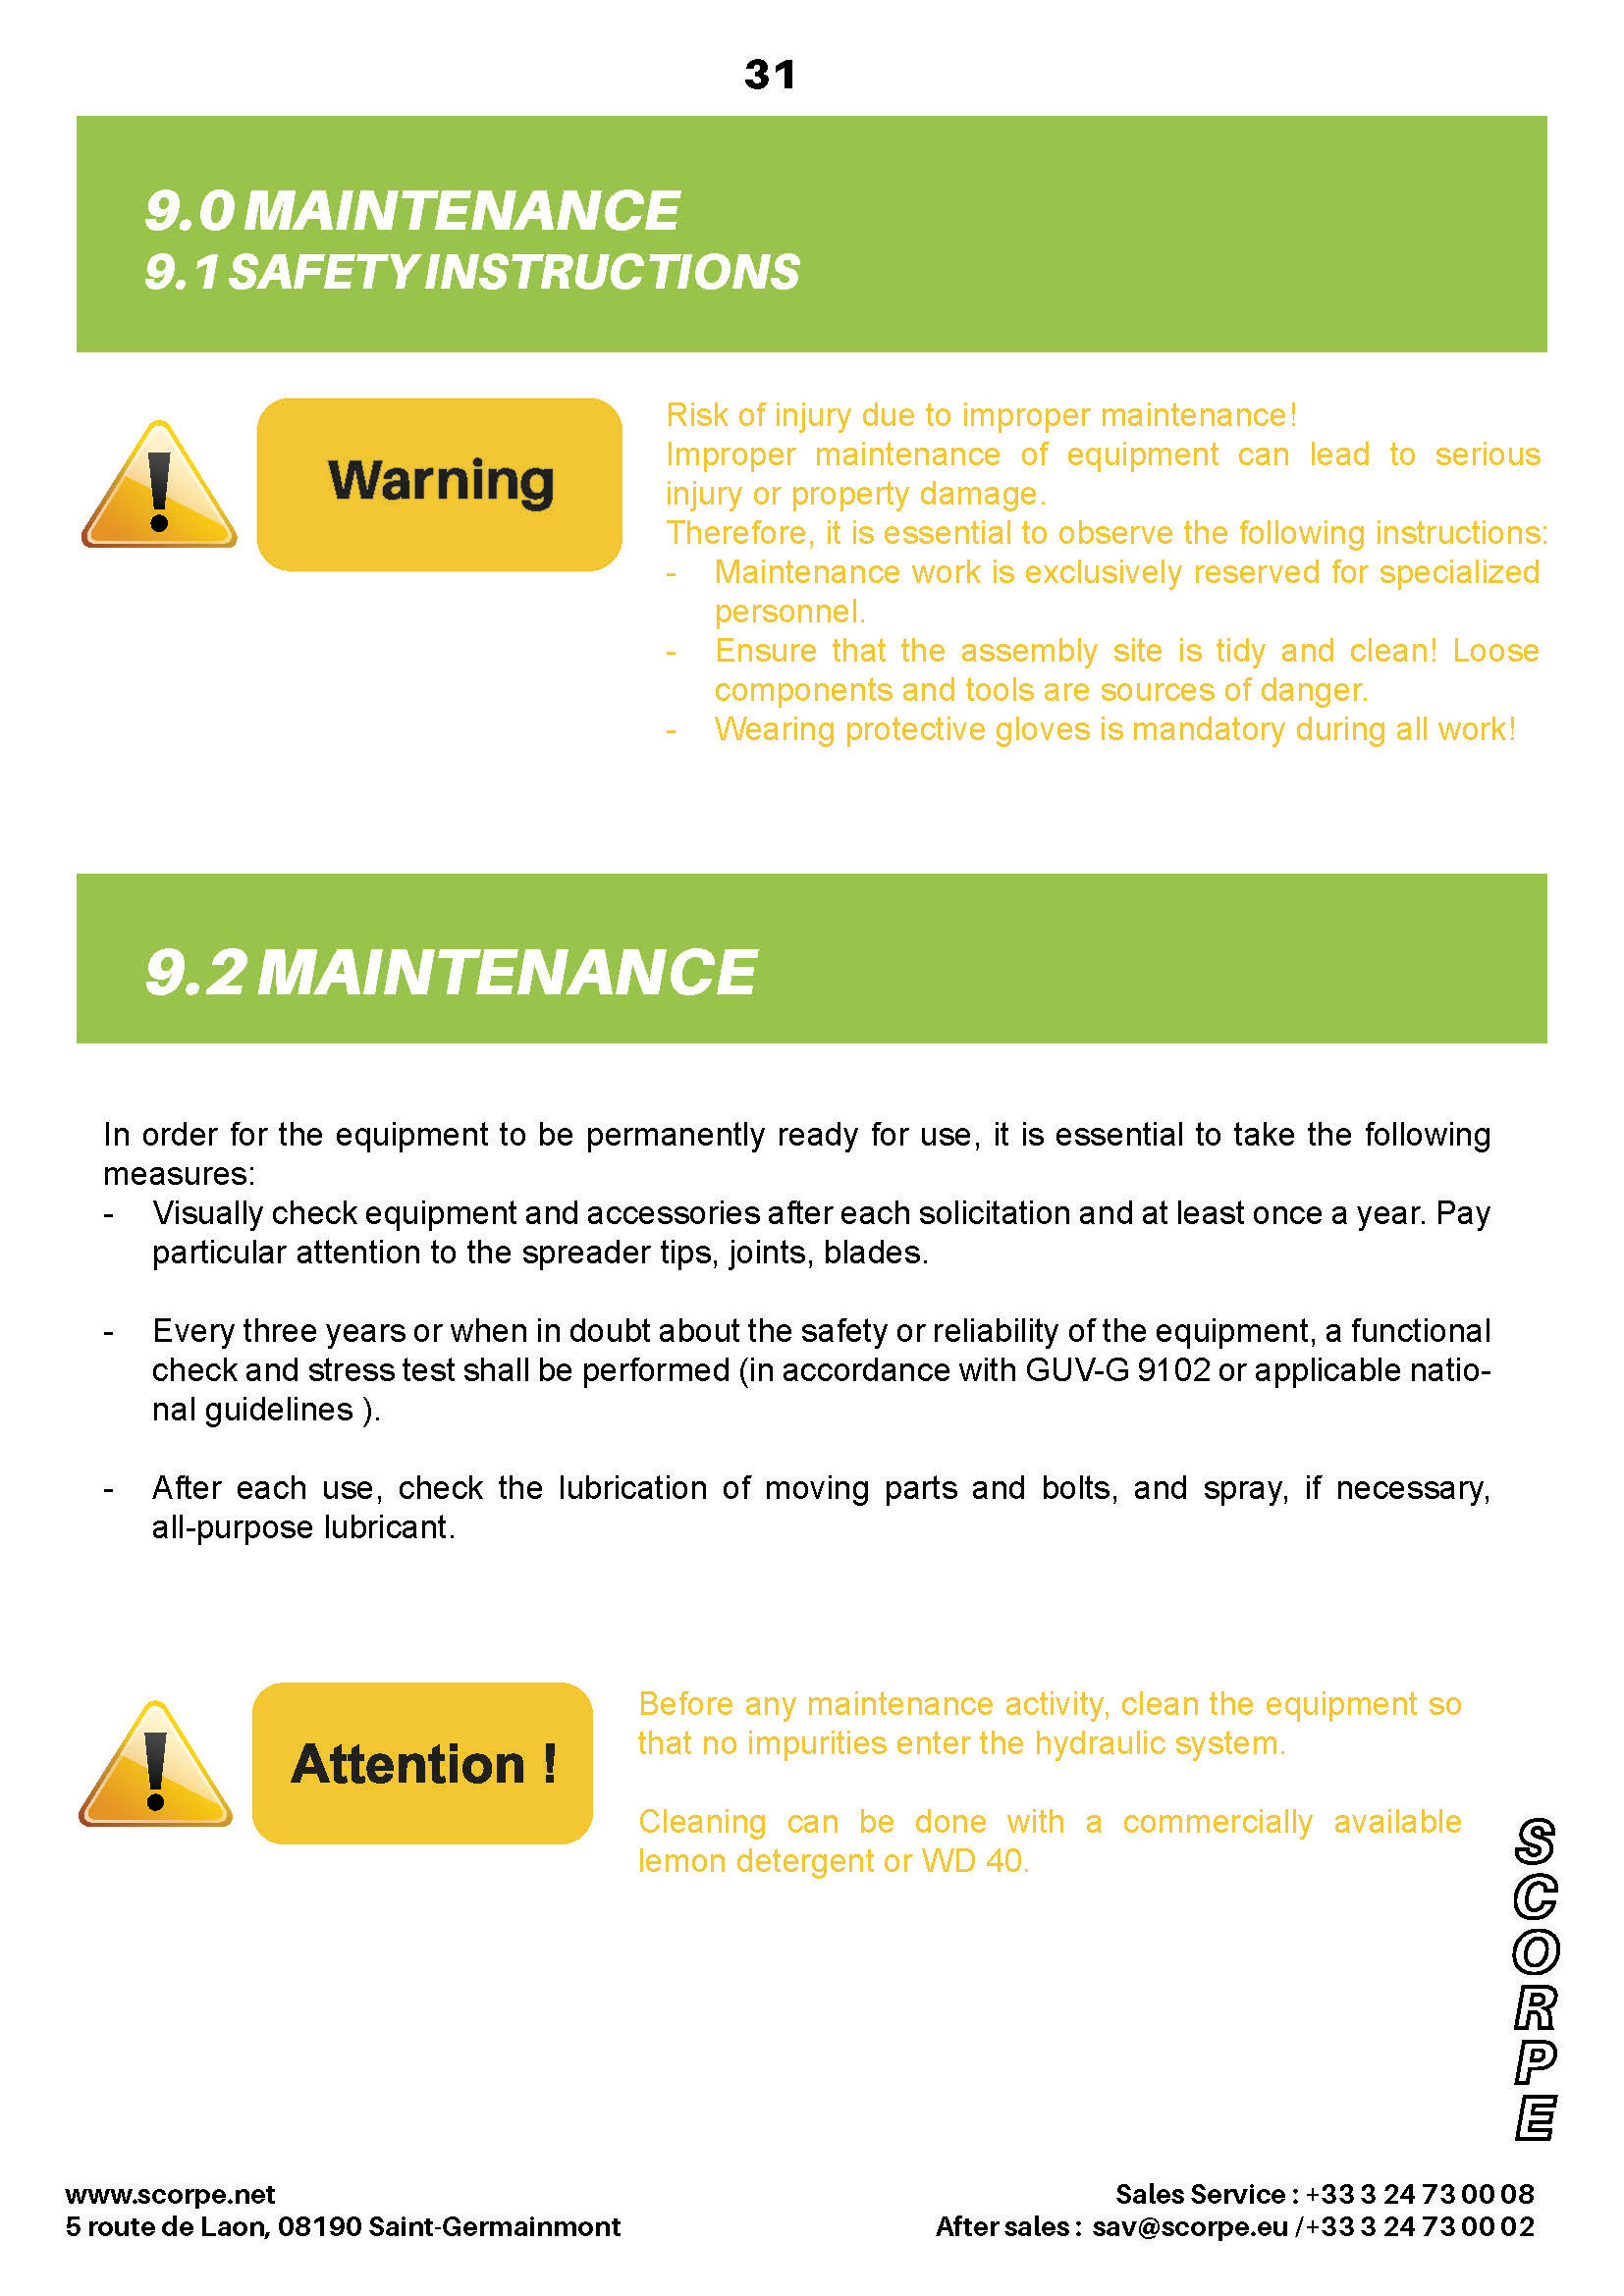 31
9.0 MAINTENANCE
9.1 SAFETY INSTRUCTIONS
Warning
Risk of injury due to improper maintenance!
Improper maintenance of equipment can lead to serious
injury or property damage.
Therefore, it is essential to observe the following instructions:
- Maintenance work is exclusively reserved for specialized
personnel.
- Ensure that the assembly site is tidy and clean! Loose
components and tools are sources of danger.
- Wearing protective gloves is mandatory during all work!
9.2 MAINTENANCE
In order for the equipment to be permanently ready for use, it is essential to take the following
measures:
- Visually check equipment and accessories after each solicitation and at least once a year. Pay
particular attention to the spreader tips, joints, blades.
- Every three years or when in doubt about the safety or reliability of the equipment, a functional
check and stress test shall be performed (in accordance with GUV-G 9102 or applicable natio-
nal guidelines ).
- After each use, check the lubrication of moving parts and bolts, and spray, if necessary,
all-purpose lubricant.
Attention !
Before any maintenance activity, clean the equipment so
that no impurities enter the hydraulic system.
Cleaning can be done with a commercially available
lemon detergent or WD 40.
SCORPE
www.scorpe.net
5 route de Laon, 08190 Saint-Germainmont
Sales Service : +33 3 24 73 00 08
After sales : sav@scorpe.eu /+33 3 24 73 00 02